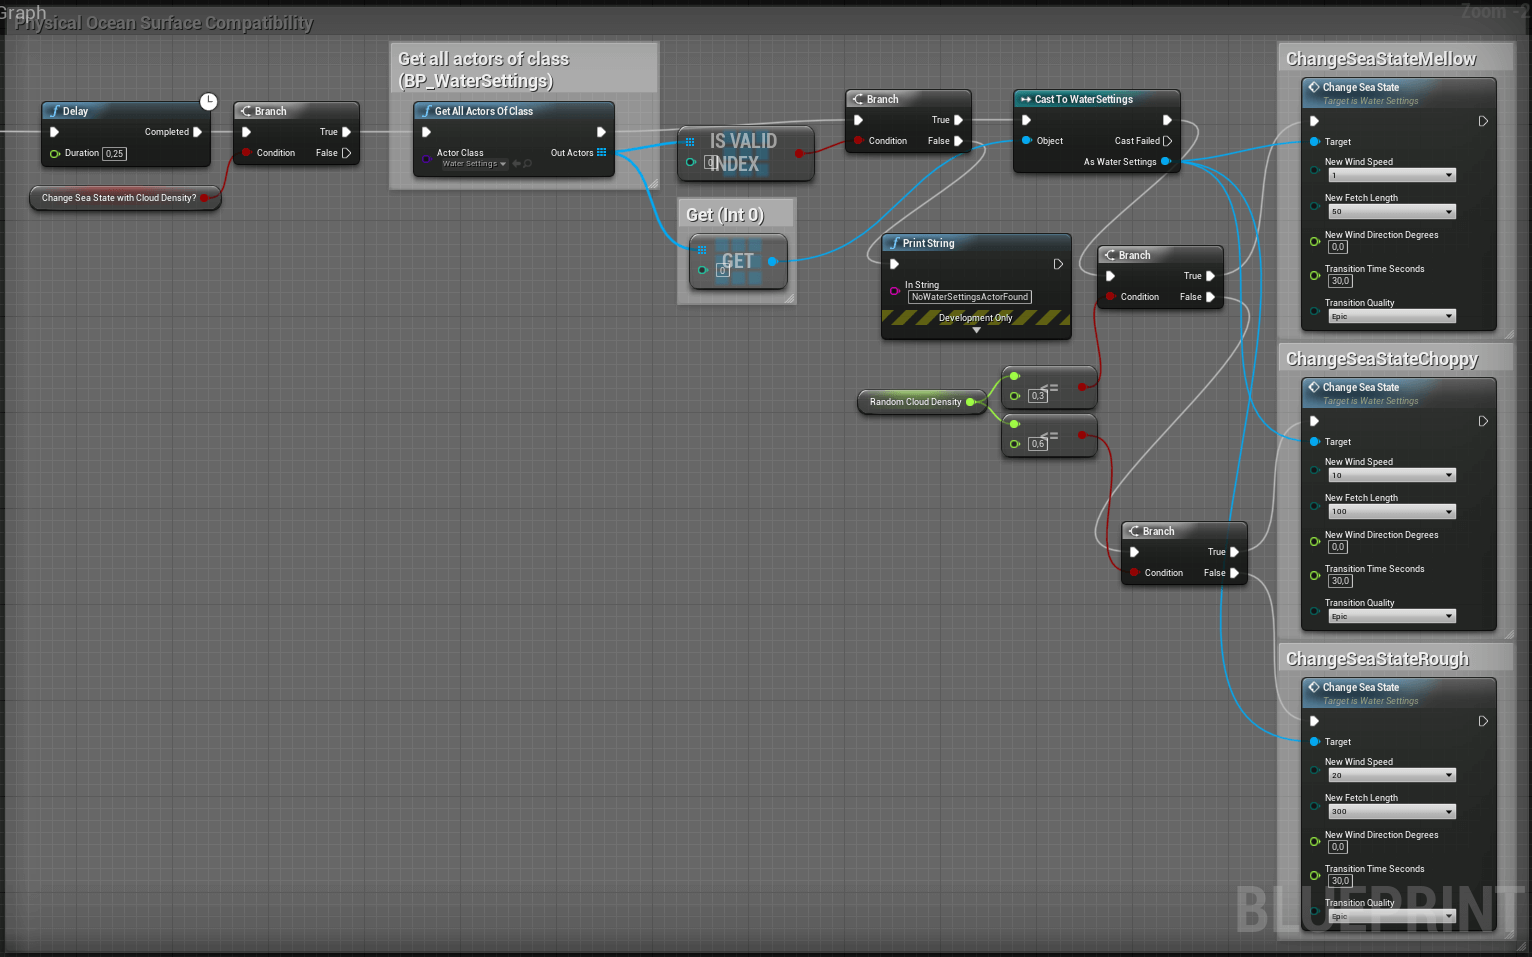 Graph
Zoom -2
Physical Ocean Surface Compatibility
Get all actors of class
(BP_WaterSettings)
Delay
Completed
Duration 0,25
Change Sea State with Cloud Density?
Branch
True
Condition False
Get All Actors Of Class
Actor Class Out Actors
Water Settings
IS VALID
INDEX
0
Get (Int 0)
GET
0
Branch
True
Condition False
Cast To WaterSettings
Object Cast Failed
As Water Settings
Print String
In String
NoWaterSettingsActorFound
Development Only
Branch
True
Condition False
Random Cloud Density
<=
0,3
<=
0,6
Branch
True
Condition False
ChangeSeaStateMellow
Change Sea State
Target is Water Settings
Target
New Wind Speed
1
New Fetch Length
50
New Wind Direction Degrees
0,0
Transition Time Seconds
30,0
Transition Quality
Epic
ChangeSeaStateChoppy
Change Sea State
Target is Water Settings
Target
New Wind Speed
10
New Fetch Length
100
New Wind Direction Degrees
0,0
Transition Time Seconds
30,0
Transition Quality
Epic
ChangeSeaStateRough
Change Sea State
Target is Water Settings
Target
New Wind Speed
20
New Fetch Length
300
New Wind Direction Degrees
0,0
Transition Time Seconds
30,0
Transition Quality
Epic
BLUEPRINT